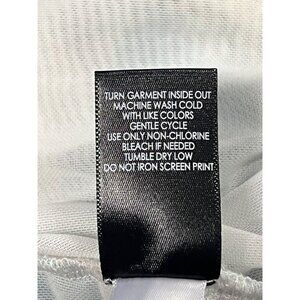 TURN GARMENT INSIDE OUT
MACHINE WASH COLD
WITH LIKE COLORS
GENTLE CYCLE
USE ONLY NON-CHLORINE
BLEACH IF NEEDED
TUMBLE DRY LOW
DO NOT IRON SCREEN PRINT